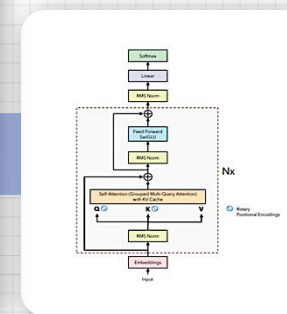 Softmax
Linear
RMS Norm
Feed Forward
SwiGLU
RMS Norm
Nx
Self-Attention (Grouped Multi-Query Attention)
with KV Cache
Q K V
Rotary
Positional Encodings
RMS Norm
Embeddings
Input